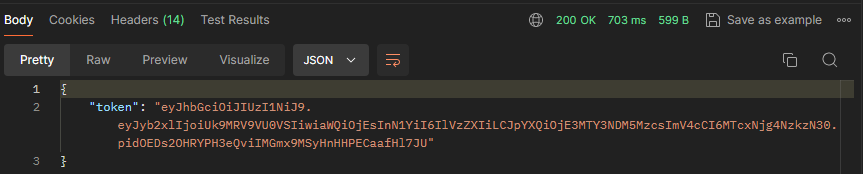 Body Cookies Headers (14) Test Results 200 OK 703 ms 599 B Save as example
Pretty Raw Preview Visualize JSON
1 {
2 "token": "eyJhbGciOiJIUzI1NiJ9.
eyJyb2xlIjoiUk9MRV9VU0VSIiwiaWQiOjEsInN1YiI6IlVzZXIiLCJpYXQiOjE3MTY3NDM5MzcsImV4cCI6MTcxNjg4NzkzN30.
pidOEDs2OHRYPH3eQviIMGmx9MSyHnHHPECaafHl7JU"
3 }